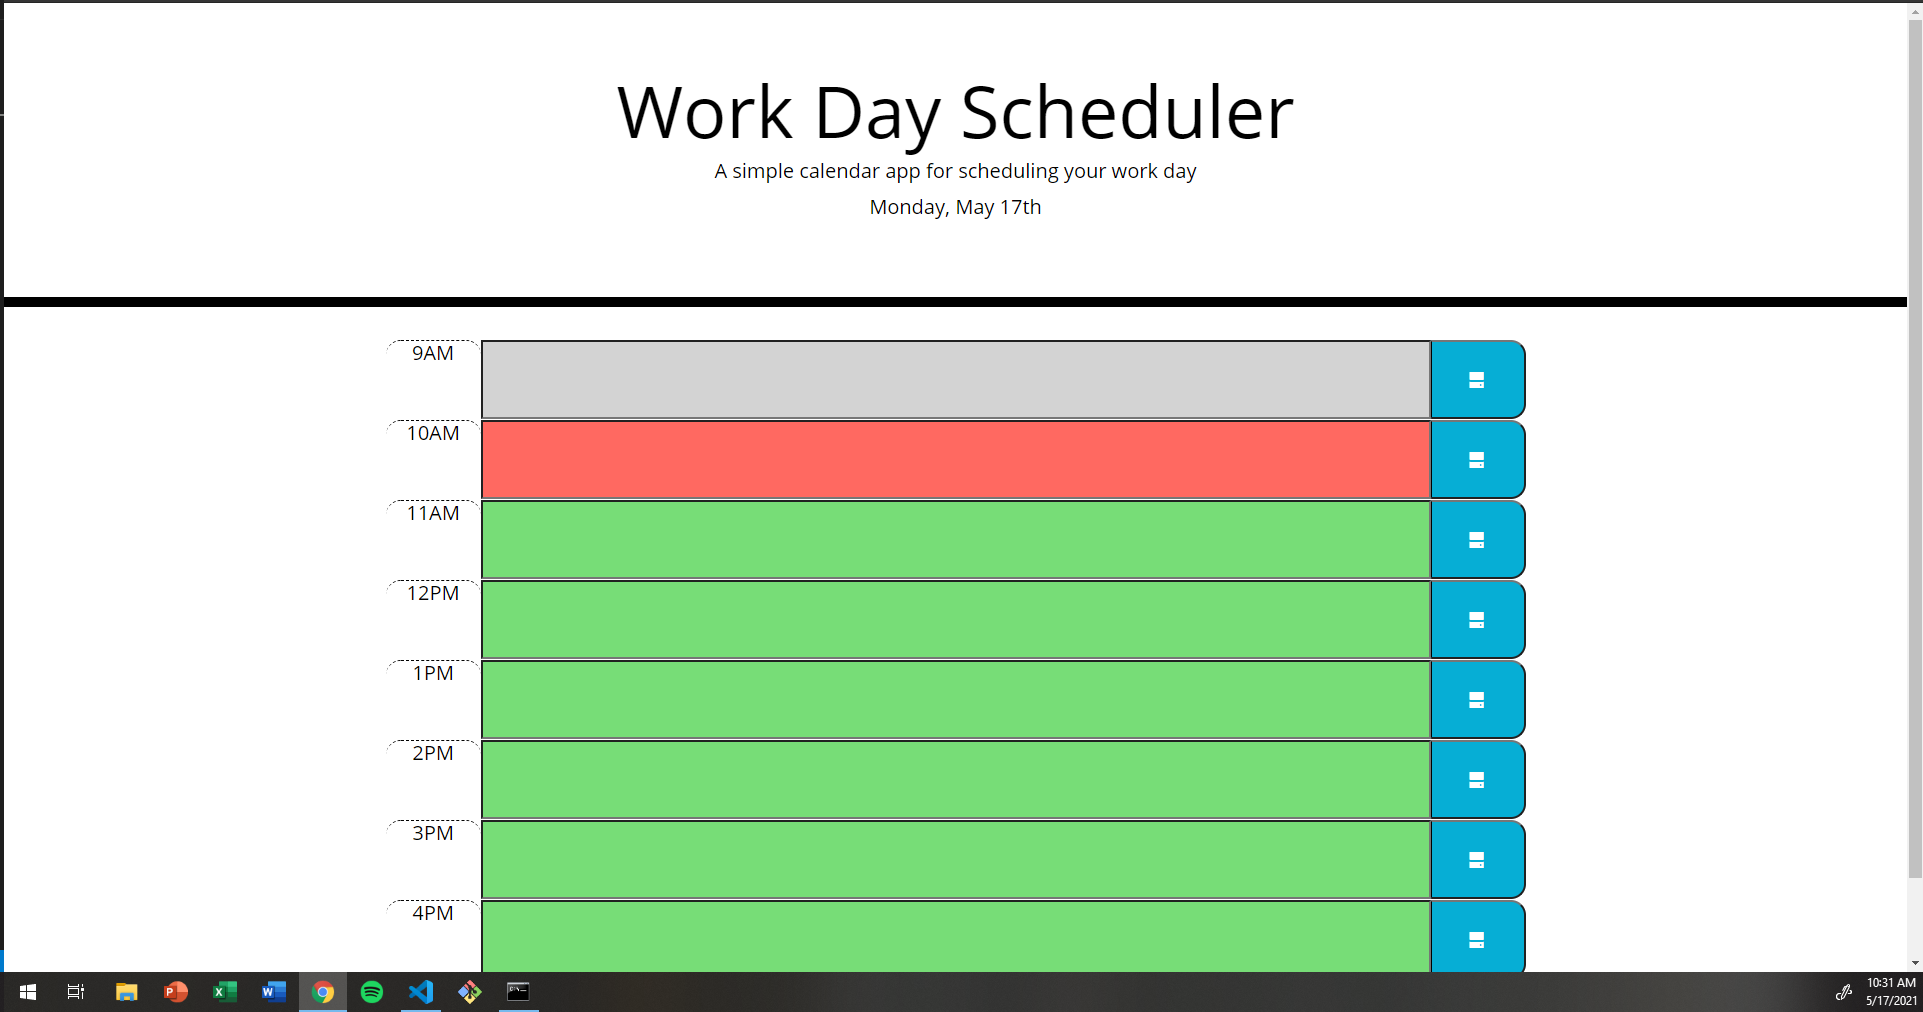 Work Day Scheduler
A simple calendar app for scheduling your work day
Monday, May 17th
9AM
10AM
11AM
12PM
1PM
2PM
3PM
4PM
10:31 AM
5/17/2021